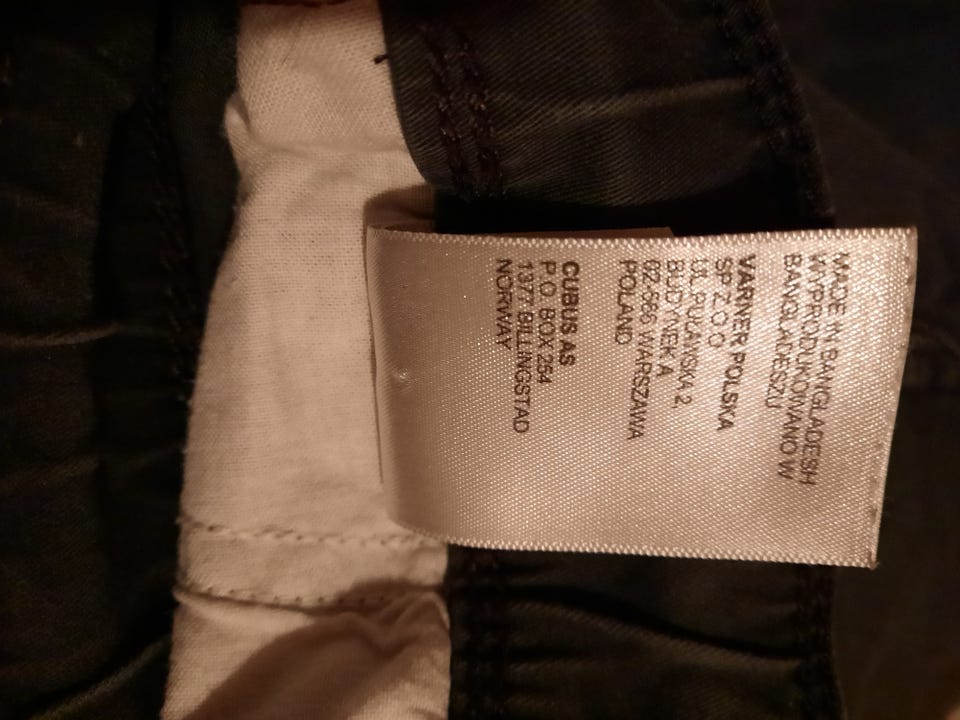 MADE IN BANGLADESH
WYPRODUKOWANO W
BANGLADESZU
VARNER POLSKA
SP. Z.O.O
UL.PUŁAWSKA 2,
BUDYNEK A
02-566 WARSZAWA
POLAND
CUBUS AS
P.O. BOX 254
1377 BILLINGSTAD
NORWAY